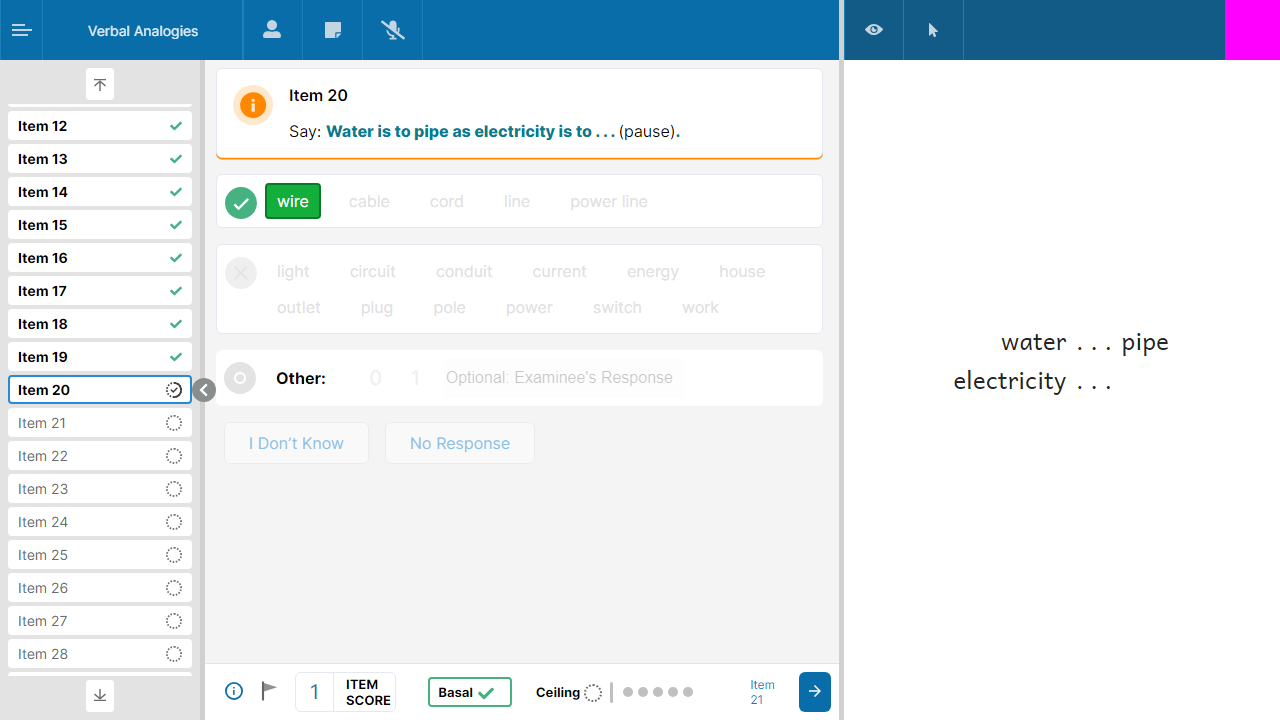 Verbal Analogies
Item 12
Item 13
Item 14
Item 15
Item 16
Item 17
Item 18
Item 19
Item 20
Item 21
Item 22
Item 23
Item 24
Item 25
Item 26
Item 27
Item 28
Item 20
Say: Water is to pipe as electricity is to . . . (pause).
wire cable cord line power line
light circuit conduit current energy house
outlet plug pole power switch work
Other: 0 1 Optional: Examinee's Response
I Don't Know No Response
1 ITEM SCORE
Basal
Ceiling
Item 21
water . . . pipe
electricity . . .